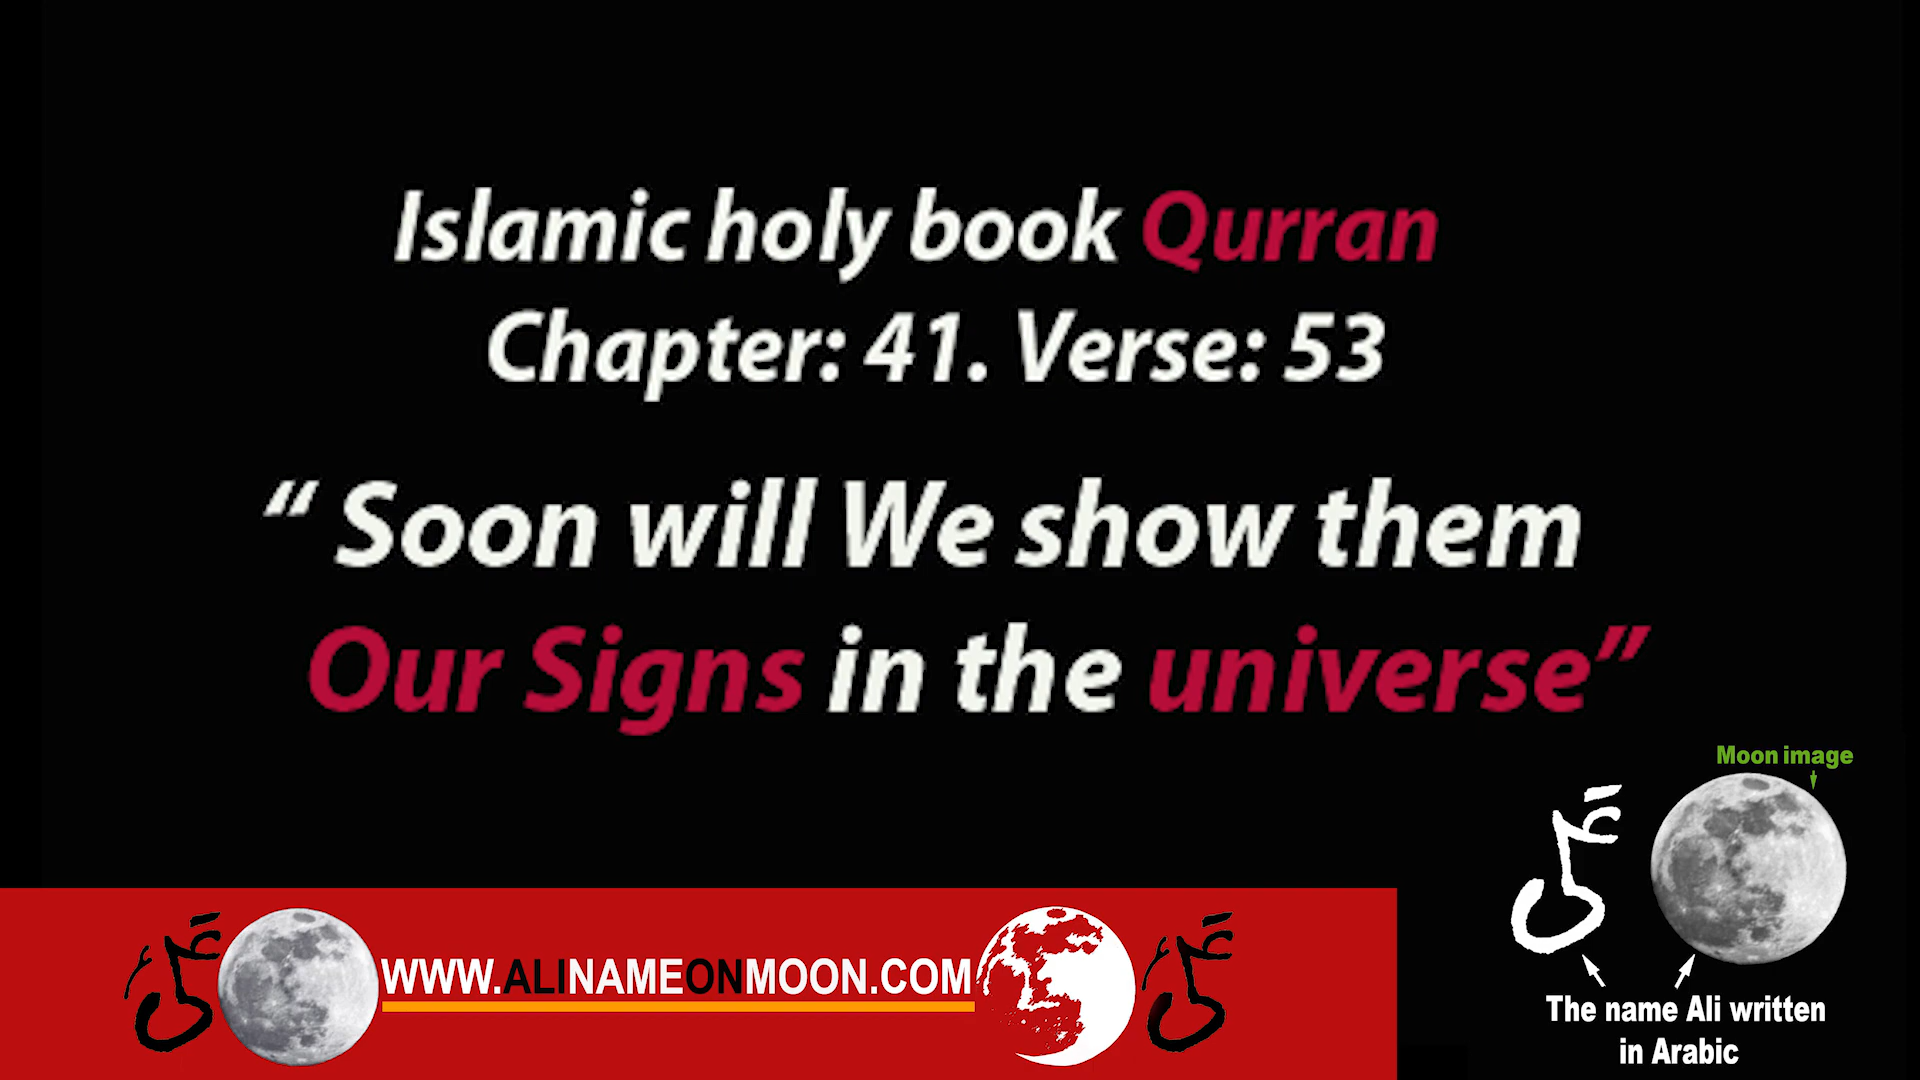 Islamic holy book Qurran
Chapter: 41. Verse: 53
“ Soon will We show them
Our Signs in the universe”
Moon image
WWW.ALINAMEONMOON.COM
The name Ali written
in Arabic